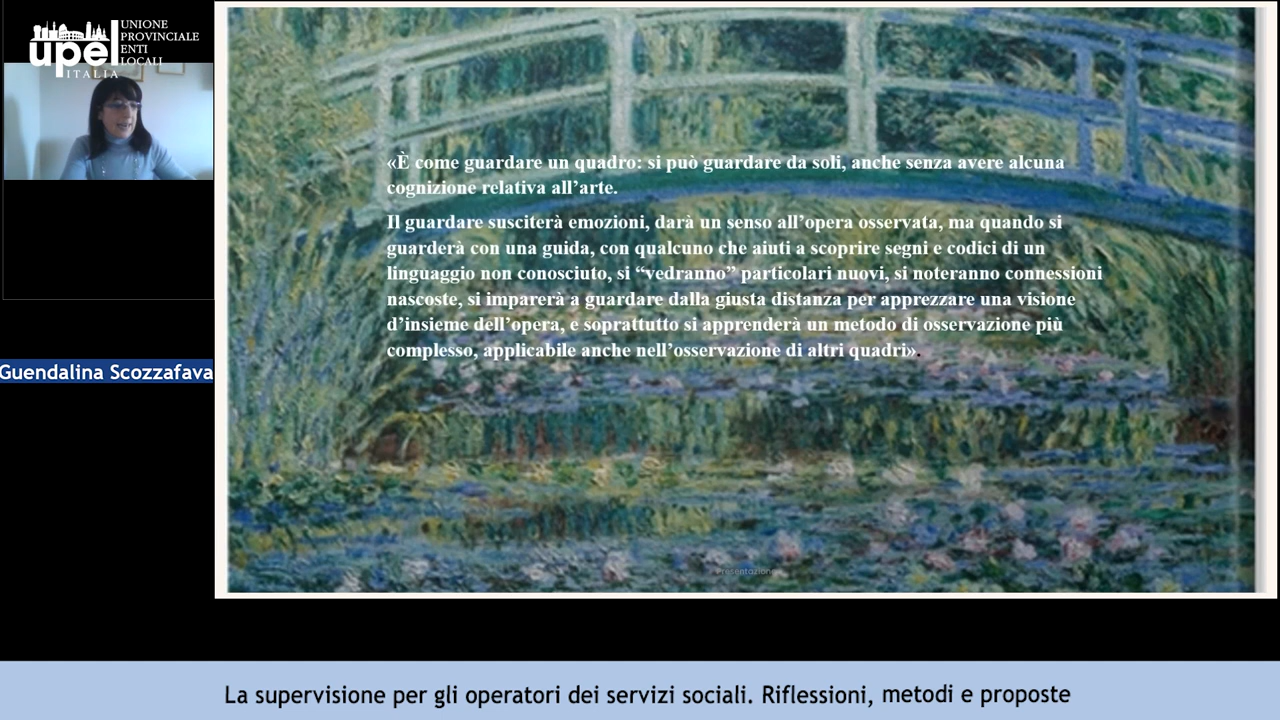 upel
ITALIA
UNIONE
PROVINCIALE
ENTI
LOCALI
«È come guardare un quadro: si può guardare da soli, anche senza avere alcuna
cognizione relativa all’arte.
Il guardare susciterà emozioni, darà un senso all’opera osservata, ma quando si
guarderà con una guida, con qualcuno che aiuti a scoprire segni e codici di un
linguaggio non conosciuto, si “vedranno” particolari nuovi, si noteranno connessioni
nascoste, si imparerà a guardare dalla giusta distanza per apprezzare una visione
d’insieme dell’opera, e soprattutto si apprenderà un metodo di osservazione più
complesso, applicabile anche nell’osservazione di altri quadri».
Guendalina Scozzafava
La supervisione per gli operatori dei servizi sociali. Riflessioni, metodi e proposte